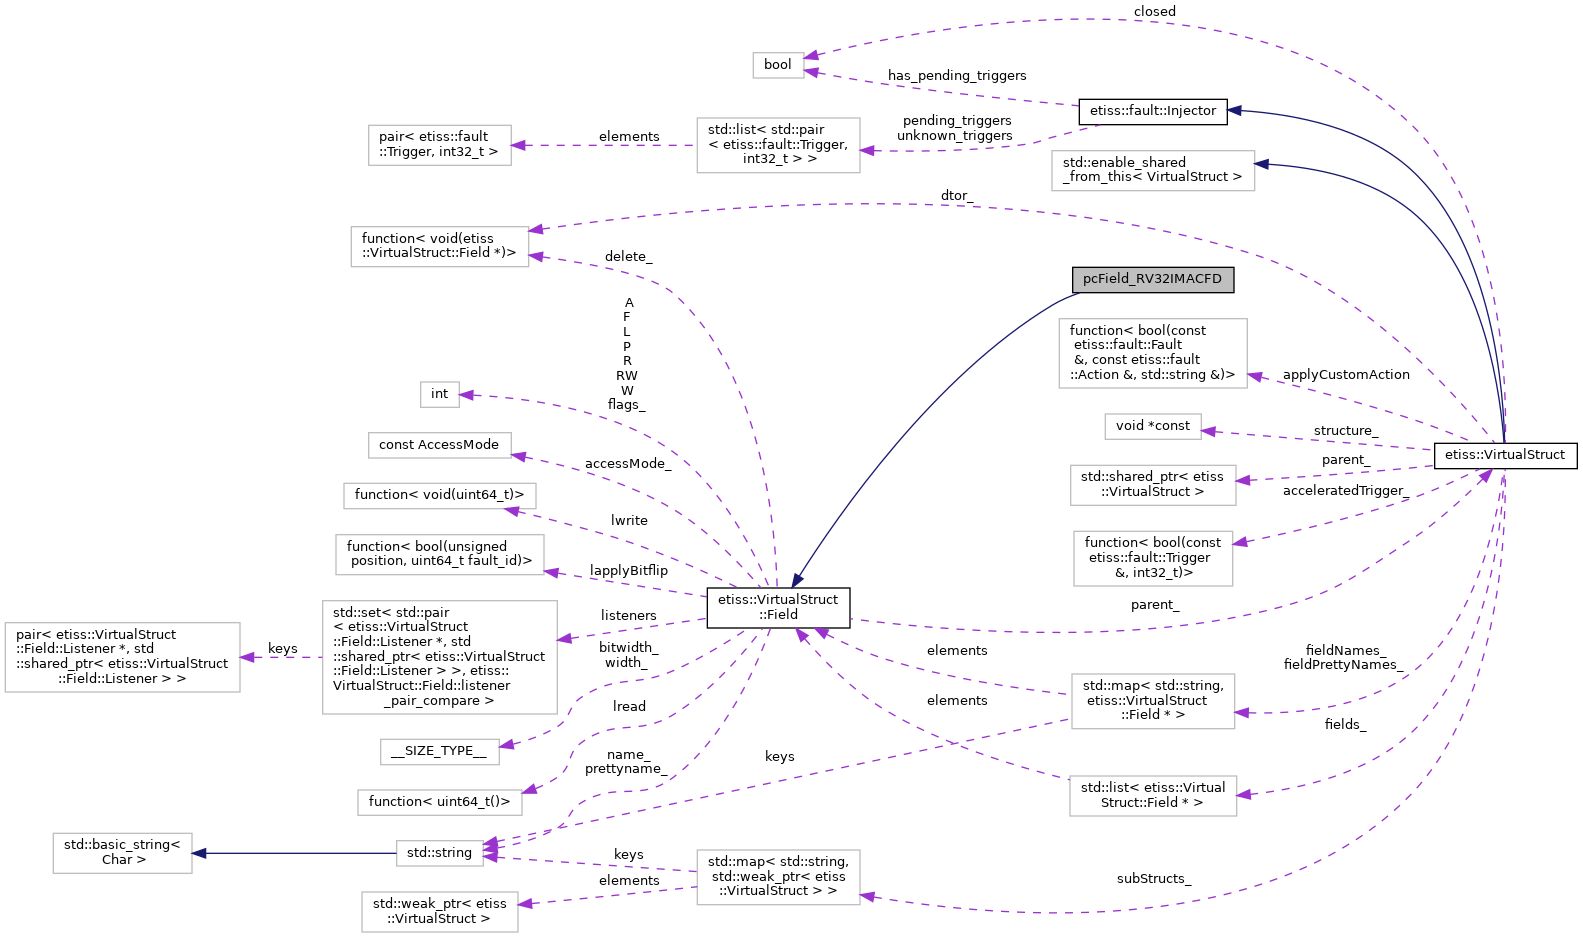 closed
bool
has_pending_triggers
etiss::fault::Injector
pending_triggers
unknown_triggers
pair< etiss::fault
::Trigger, int32_t >
elements
std::list< std::pair
< etiss::fault::Trigger,
int32_t > >
std::enable_shared
_from_this< VirtualStruct >
dtor_
function< void(etiss
::VirtualStruct::Field *)>
delete_
pcField_RV32IMACFD
A
F
L
P
R
RW
W
flags_
function< bool(const
etiss::fault::Fault
&, const etiss::fault
::Action &, std::string &)>
applyCustomAction
int
void *const
structure_
const AccessMode
accessMode_
etiss::VirtualStruct
parent_
std::shared_ptr< etiss
::VirtualStruct >
acceleratedTrigger_
function< void(uint64_t)>
lwrite
function< bool(unsigned
position, uint64_t fault_id)>
lapplyBitflip
function< bool(const
etiss::fault::Trigger
&, int32_t)>
etiss::VirtualStruct
::Field
parent_
std::set< std::pair
< etiss::VirtualStruct
::Field::Listener *, std
::shared_ptr< etiss::VirtualStruct
::Field::Listener > >, etiss::
VirtualStruct::Field::listener
_pair_compare >
listeners
pair< etiss::VirtualStruct
::Field::Listener *, std
::shared_ptr< etiss::VirtualStruct
::Field::Listener > >
keys
bitwidth_
width_
elements
fieldNames_
fieldPrettyNames_
std::map< std::string,
etiss::VirtualStruct
::Field * >
elements
lread
fields_
__SIZE_TYPE__
name_
prettyname_
keys
function< uint64_t()>
std::list< etiss::Virtual
Struct::Field * >
std::basic_string<
Char >
std::string
keys
elements
std::map< std::string,
std::weak_ptr< etiss
::VirtualStruct > >
subStructs_
std::weak_ptr< etiss
::VirtualStruct >